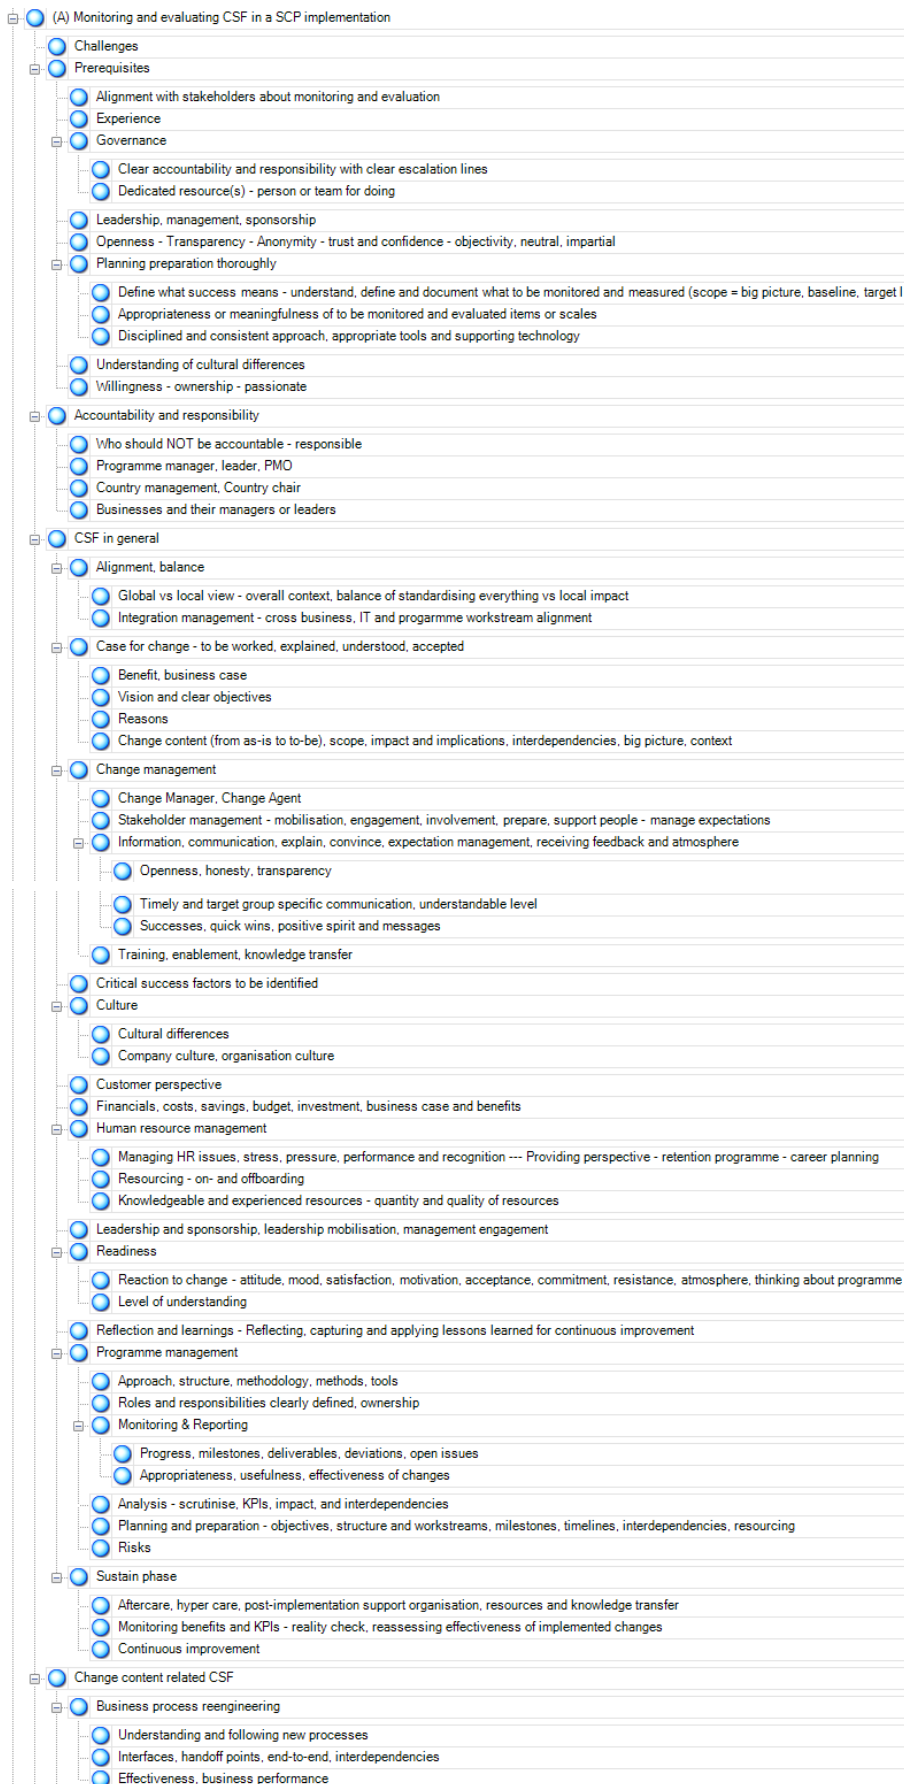 (A) Monitoring and evaluating CSF in a SCP implementation
Challenges
Prerequisites
Alignment with stakeholders about monitoring and evaluation
Experience
Governance
Clear accountability and responsibility with clear escalation lines
Dedicated resource(s) - person or team for doing
Leadership, management, sponsorship
Openness - Transparency - Anonymity - trust and confidence - objectivity, neutral, impartial
Planning preparation thoroughly
Define what success means - understand, define and document what to be monitored and measured (scope = big picture, baseline, target
Appropriateness or meaningfulness of to be monitored and evaluated items or scales
Disciplined and consistent approach, appropriate tools and supporting technology
Understanding of cultural differences
Willingness - ownership - passionate
Accountability and responsibility
Who should NOT be accountable - responsible
Programme manager, leader, PMO
Country management, Country chair
Businesses and their managers or leaders
CSF in general
Alignment, balance
Global vs local view - overall context, balance of standardising everything vs local impact
Integration management - cross business, IT and progarmme workstream alignment
Case for change - to be worked, explained, understood, accepted
Benefit, business case
Vision and clear objectives
Reasons
Change content (from as-is to to-be), scope, impact and implications, interdependencies, big picture, context
Change management
Change Manager, Change Agent
Stakeholder management - mobilisation, engagement, involvement, prepare, support people - manage expectations
Information, communication, explain, convince, expectation management, receiving feedback and atmosphere
Openness, honesty, transparency
Timely and target group specific communication, understandable level
Successes, quick wins, positive spirit and messages
Training, enablement, knowledge transfer
Critical success factors to be identified
Culture
Cultural differences
Company culture, organisation culture
Customer perspective
Financials, costs, savings, budget, investment, business case and benefits
Human resource management
Managing HR issues, stress, pressure, performance and recognition --- Providing perspective - retention programme - career planning
Resourcing - on- and offboarding
Knowledgeable and experienced resources - quantity and quality of resources
Leadership and sponsorship, leadership mobilisation, management engagement
Readiness
Reaction to change - attitude, mood, satisfaction, motivation, acceptance, commitment, resistance, atmosphere, thinking about programme
Level of understanding
Reflection and learnings - Reflecting, capturing and applying lessons learned for continuous improvement
Programme management
Approach, structure, methodology, methods, tools
Roles and responsibilities clearly defined, ownership
Monitoring & Reporting
Progress, milestones, deliverables, deviations, open issues
Appropriateness, usefulness, effectiveness of changes
Analysis - scrutinise, KPIs, impact, and interdependencies
Planning and preparation - objectives, structure and workstreams, milestones, timelines, interdependencies, resourcing
Risks
Sustain phase
Aftercare, hyper care, post-implementation support organisation, resources and knowledge transfer
Monitoring benefits and KPIs - reality check, reassessing effectiveness of implemented changes
Continuous improvement
Change content related CSF
Business process reengineering
Understanding and following new processes
Interfaces, handoff points, end-to-end, interdependencies
Effectiveness, business performance